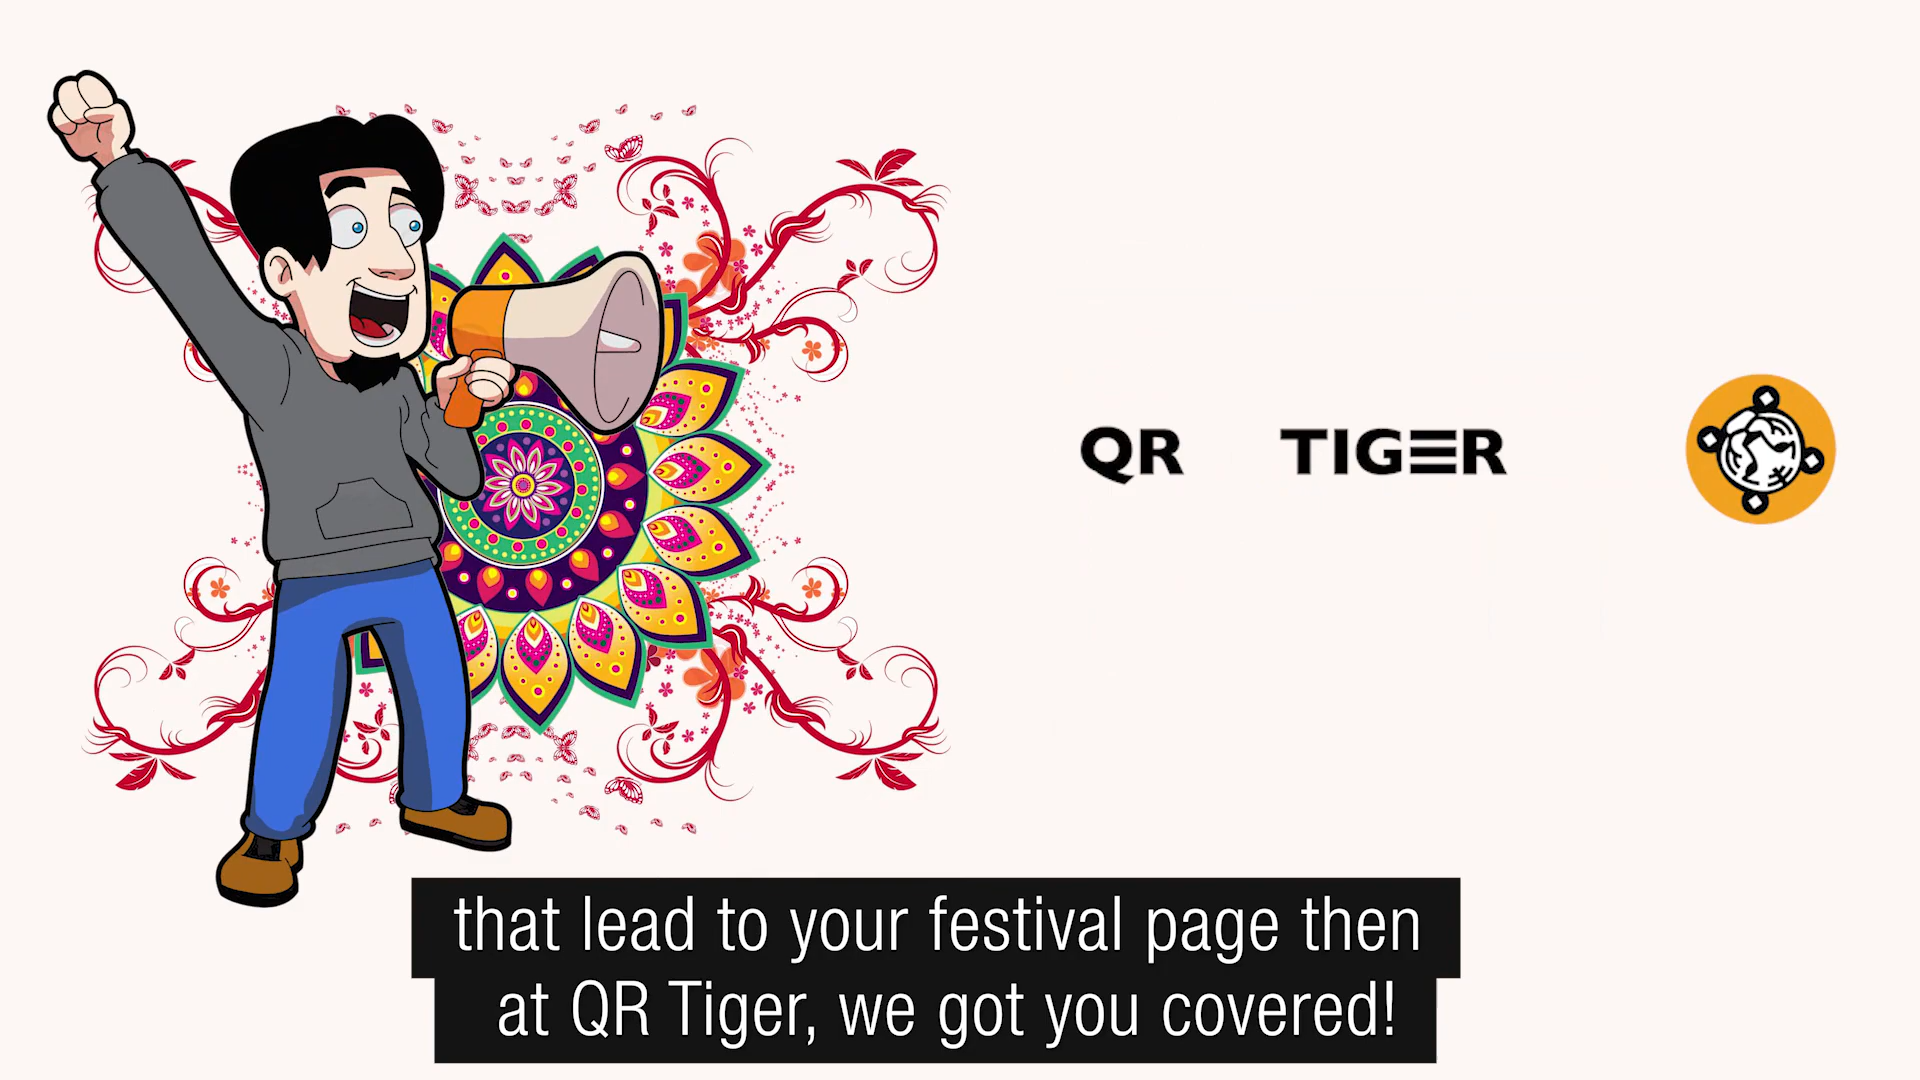 QR TIGER
that lead to your festival page then
at QR Tiger, we got you covered!